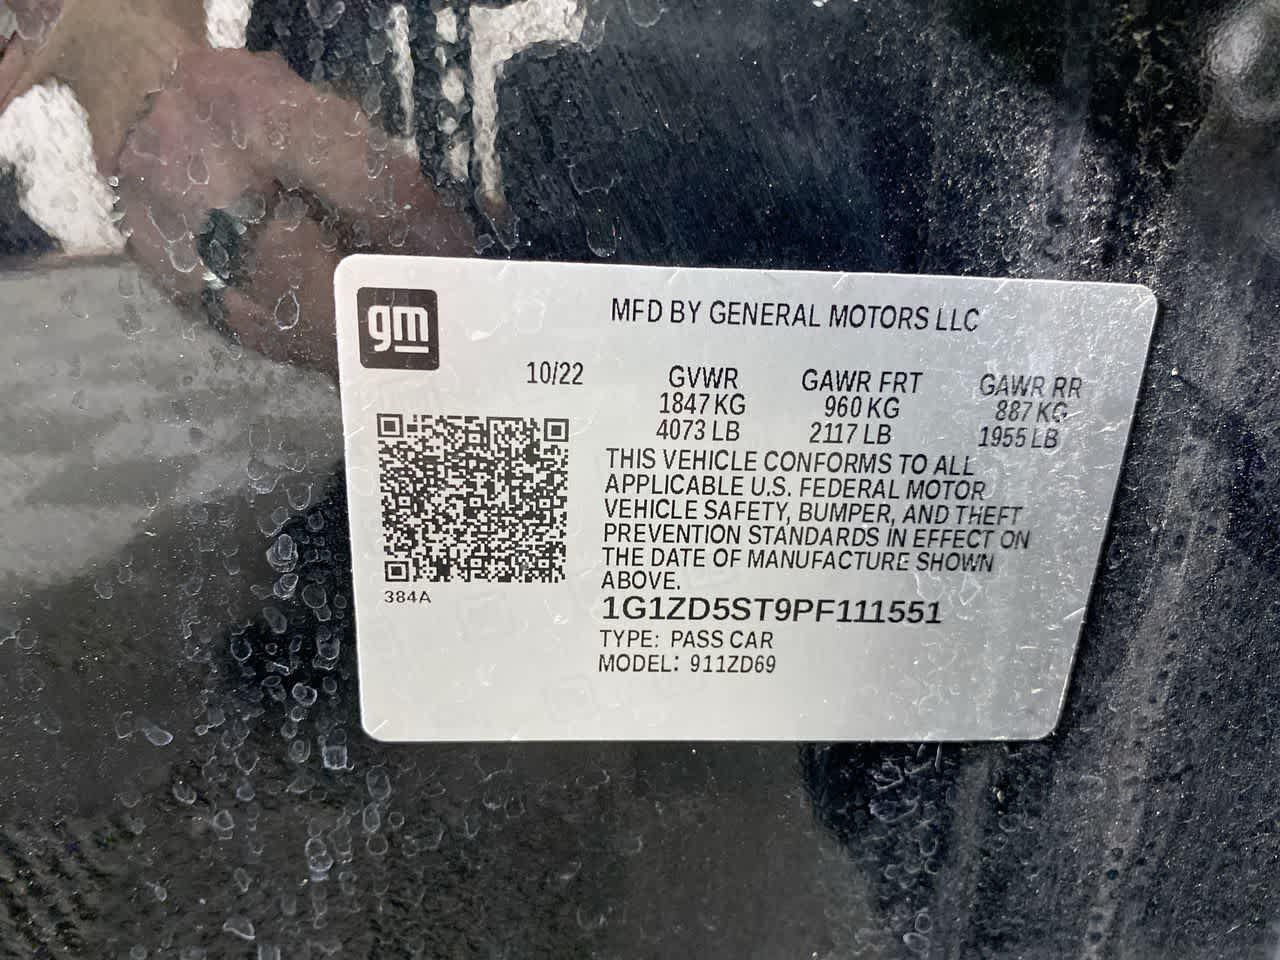 gm
MFD BY GENERAL MOTORS LLC
10/22 GVWR GAWR FRT GAWR RR
1847 KG 960 KG 887 KG
4073 LB 2117 LB 1955 LB
THIS VEHICLE CONFORMS TO ALL
APPLICABLE U.S. FEDERAL MOTOR
VEHICLE SAFETY, BUMPER, AND THEFT
PREVENTION STANDARDS IN EFFECT ON
THE DATE OF MANUFACTURE SHOWN
ABOVE.
384A
1G1ZD5ST9PF111551
TYPE: PASS CAR
MODEL: 911ZD69